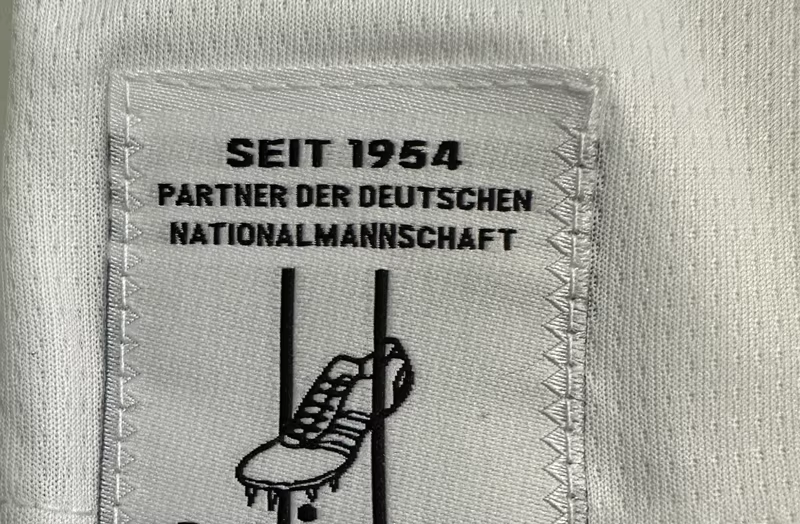 SEIT 1954
PARTNER DER DEUTSCHEN
NATIONALMANNSCHAFT